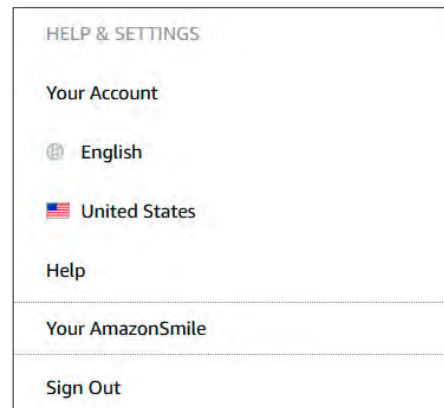 HELP & SETTINGS
Your Account
English
United States
Help
Your AmazonSmile
Sign Out